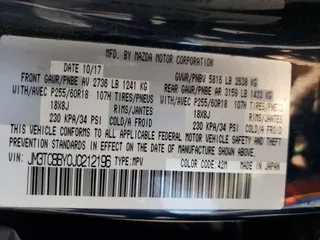 MFD. BY MAZDA MOTOR CORPORATION
DATE: 10/17 GVWR/PNBV 5816 LB 2638 KG
FRONT GAWR/PNBE AV 2736 LB 1241 KG REAR GAWR/PNBE AR 3159 LB 1433 KG
WITH/AVEC P255/60R18 107H TIRES/PNEUS WITH/AVEC P255/60R18 107H TIRES/PNEUS
18X8J RIMS/JANTES 18X8J RIMS/JANTES
230 KPA/34 PSI COLD/A FROID 230 KPA/34 PSI COLD/A FROID
THIS VEHICLE CONFORMS TO ALL APPLICABLE FEDERAL MOTOR VEHICLE SAFETY
STANDARDS IN EFFECT ON THE DATE OF MANUFACTURE SHOWN ABOVE.
VIN: JM3TCBBY0J0212196 TYPE: MPV
COLOR CODE: 42M MADE IN JAPAN